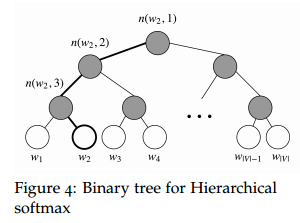 n(w₂, 1)
n(w₂, 2)
n(w₂, 3)
...
w₁ w₂ w₃ w₄ w|V|−1 w|V|
Figure 4: Binary tree for Hierarchical
softmax